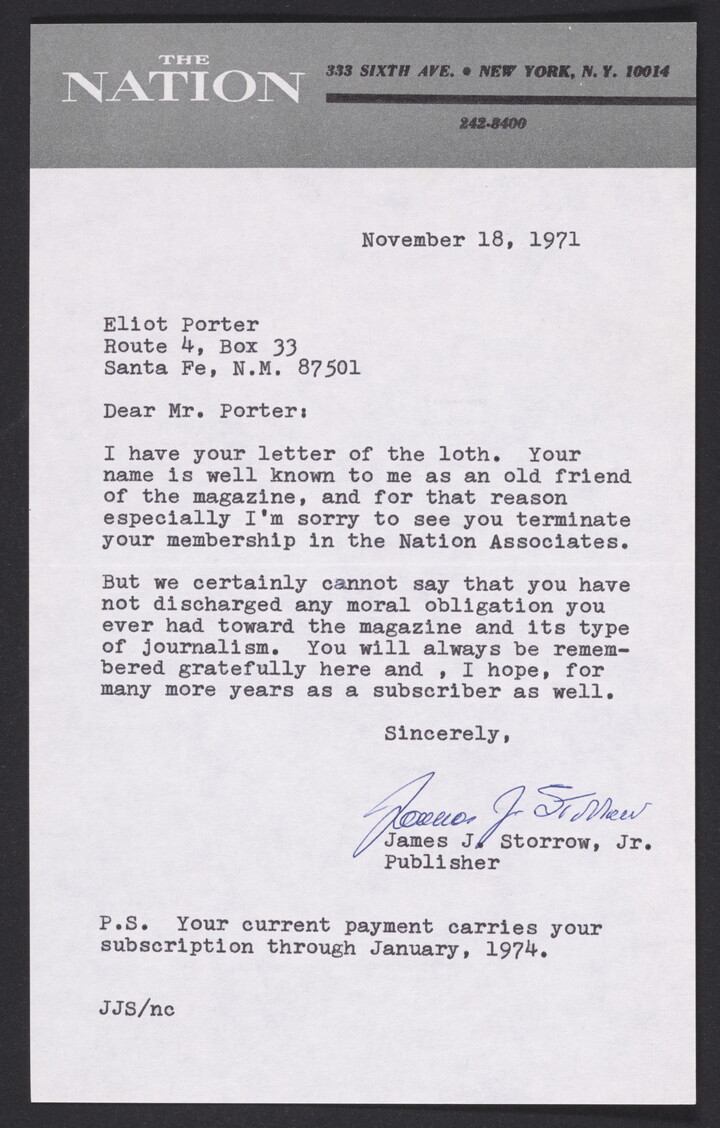 THE
NATION
333 SIXTH AVE. • NEW YORK, N. Y. 10014
242-8400
November 18, 1971
Eliot Porter
Route 4, Box 33
Santa Fe, N.M. 87501
Dear Mr. Porter:
I have your letter of the loth. Your
name is well known to me as an old friend
of the magazine, and for that reason
especially I'm sorry to see you terminate
your membership in the Nation Associates.
But we certainly cannot say that you have
not discharged any moral obligation you
ever had toward the magazine and its type
of journalism. You will always be remem-
bered gratefully here and , I hope, for
many more years as a subscriber as well.
Sincerely,
James J. Storrow
James J. Storrow, Jr.
Publisher
P.S. Your current payment carries your
subscription through January, 1974.
JJS/nc